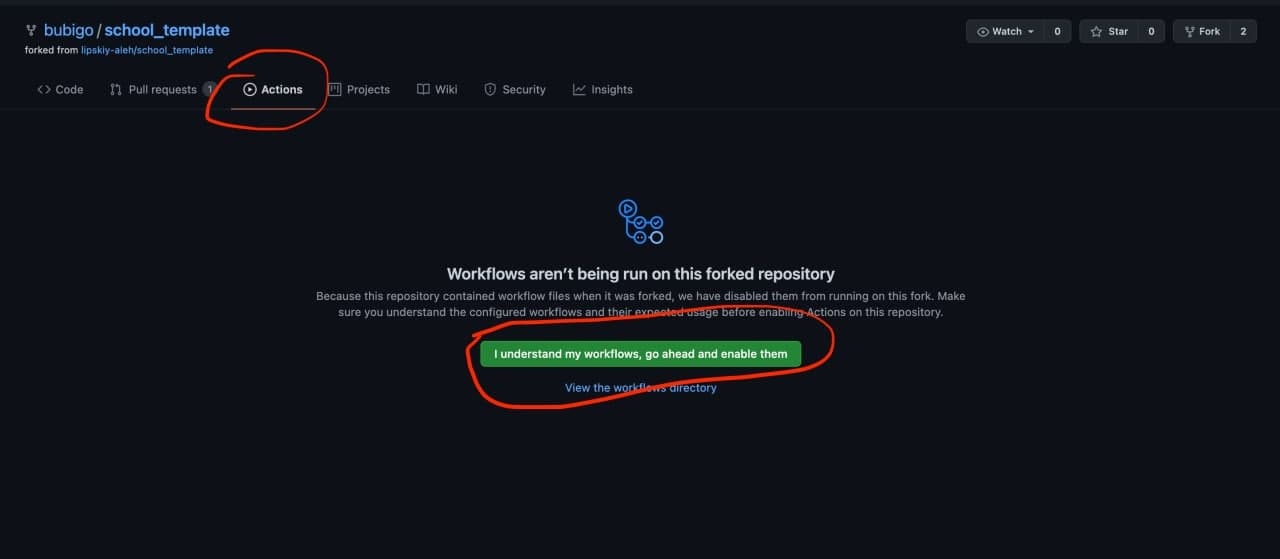 bubigo / school_template
Watch 0 Star 0 Fork 2
forked from lipskiy-aleh/school_template
Code Pull requests 1 Actions Projects Wiki Security Insights
Workflows aren’t being run on this forked repository
Because this repository contained workflow files when it was forked, we have disabled them from running on this fork. Make
sure you understand the configured workflows and their expected usage before enabling Actions on this repository.
I understand my workflows, go ahead and enable them
View the workflows directory